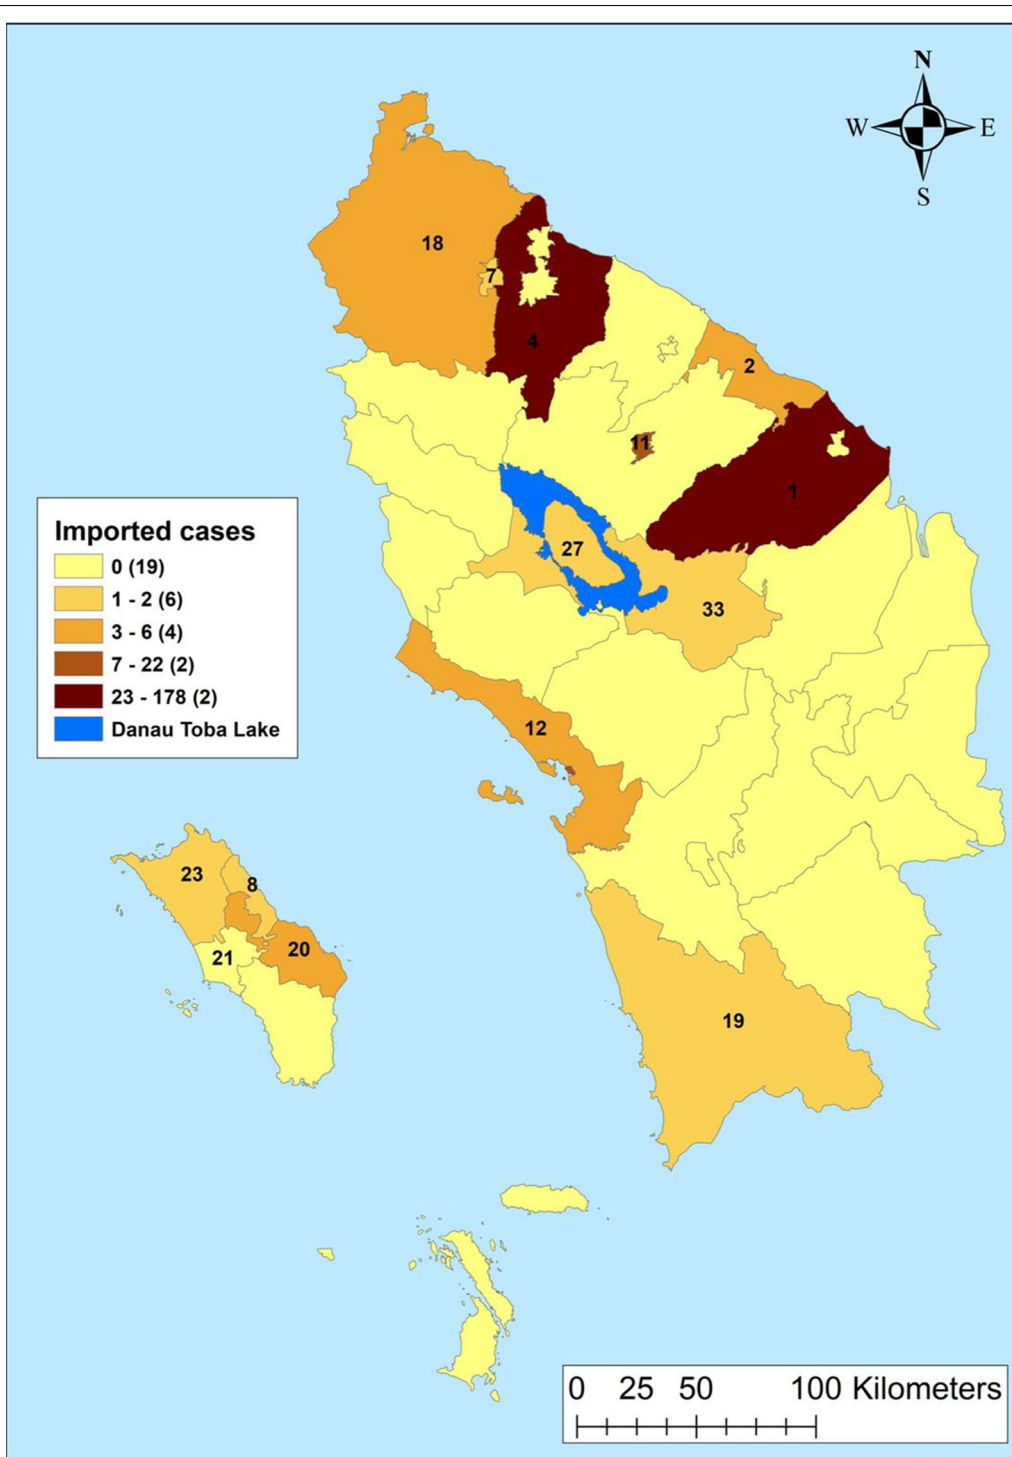 N
W E
S
18
7
4
2
11
1
27
33
Imported cases
0 (19)
1 - 2 (6)
3 - 6 (4)
7 - 22 (2)
23 - 178 (2)
Danau Toba Lake
12
23
8
20
21
19
0 25 50 100 Kilometers